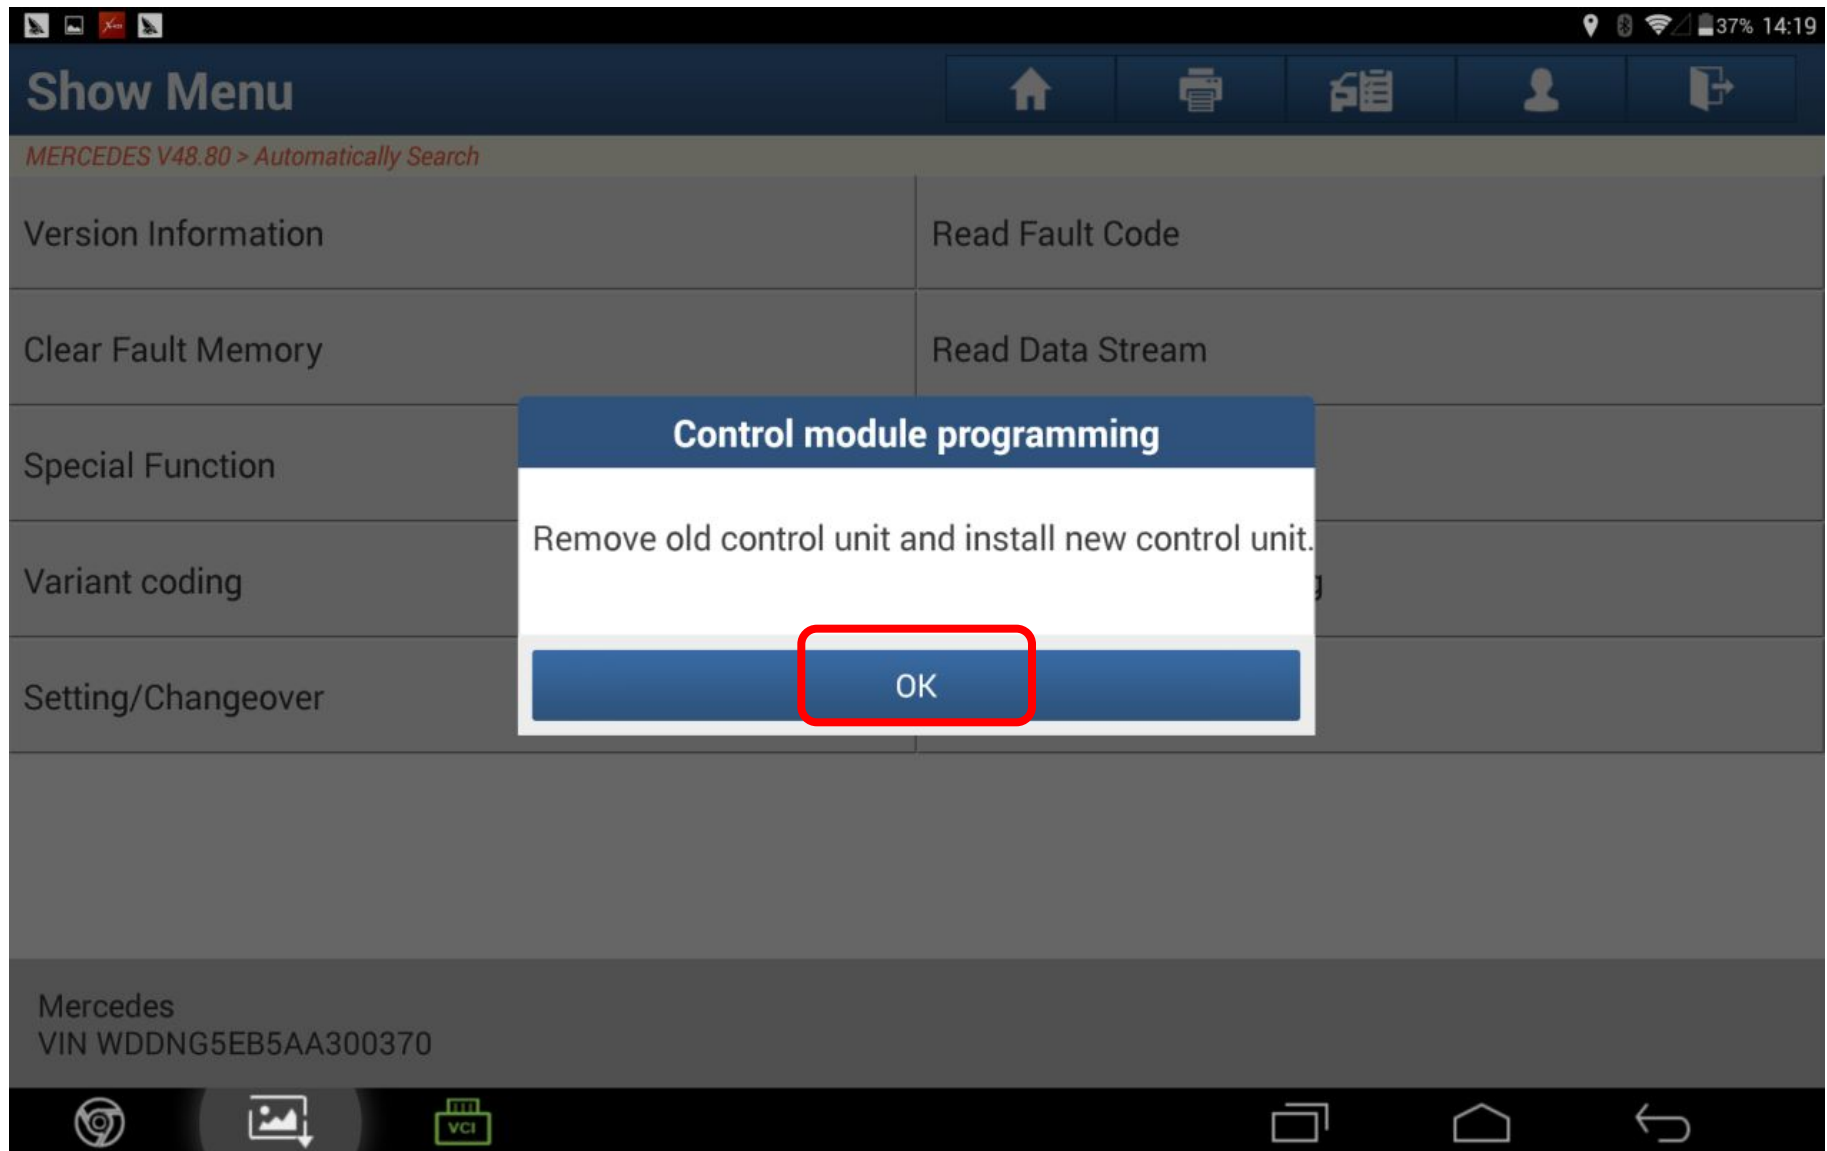 37% 14:19
Show Menu
MERCEDES V48.80 > Automatically Search
Version Information
Read Fault Code
Clear Fault Memory
Read Data Stream
Special Function
Variant coding
Setting/Changeover
Control module programming
Remove old control unit and install new control unit.
g
OK
Mercedes
VIN WDDNG5EB5AA300370
VCI